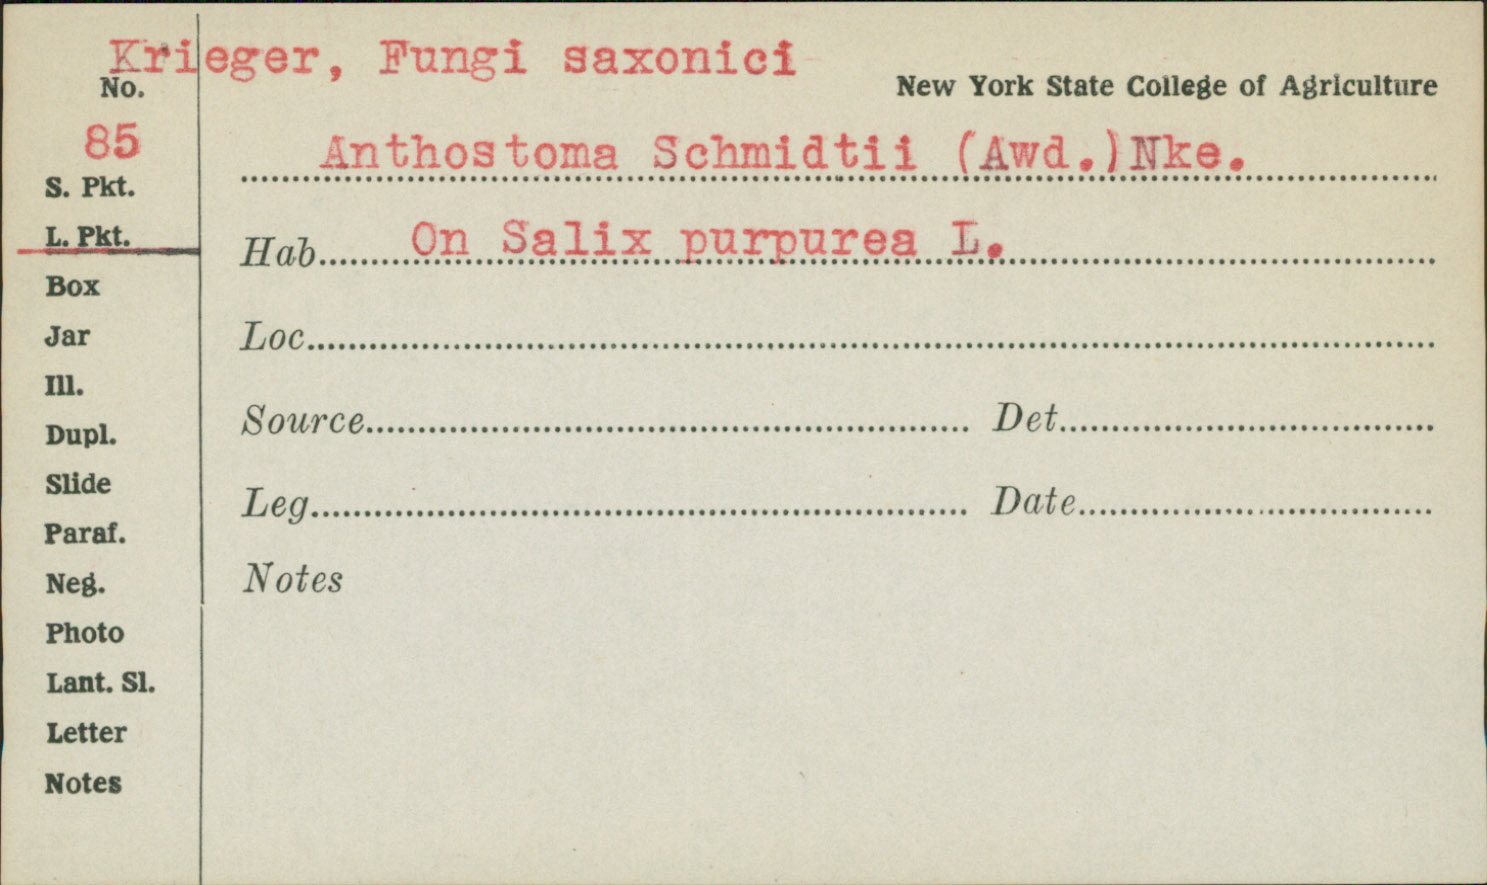 Krieger, Fungi saxonici
No.
New York State College of Agriculture
85
Anthostoma Schmidtii (Awd.)Nke.
S. Pkt.
L. Pkt.
Hab. On Salix purpurea L.
Box
Jar
Loc.
Ill.
Source Det.
Dupl.
Slide
Leg. Date
Paraf.
Neg.
Notes
Photo
Lant. Sl.
Letter
Notes